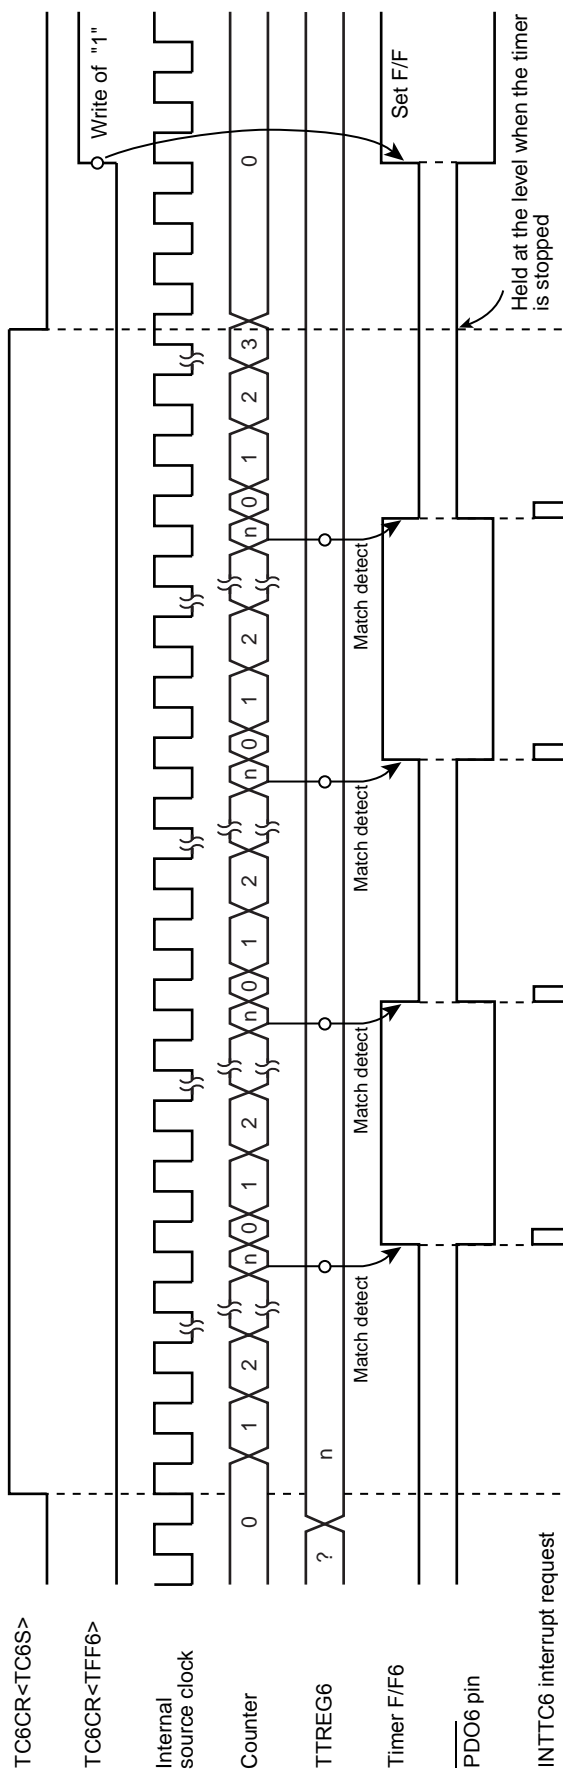 TC6CR<TC6S>
TC6CR<TFF6>
Write of "1"
Internal
source clock
Counter
0 1 2 n 0 1 2 n 0 1 2 n 0 1 2 n 0 1 2 3 0
TTREG6
? n
Match detect
Match detect
Match detect
Match detect
Timer F/F6
Set F/F
PDO6 pin
Held at the level when the timer
is stopped
INTTC6 interrupt request